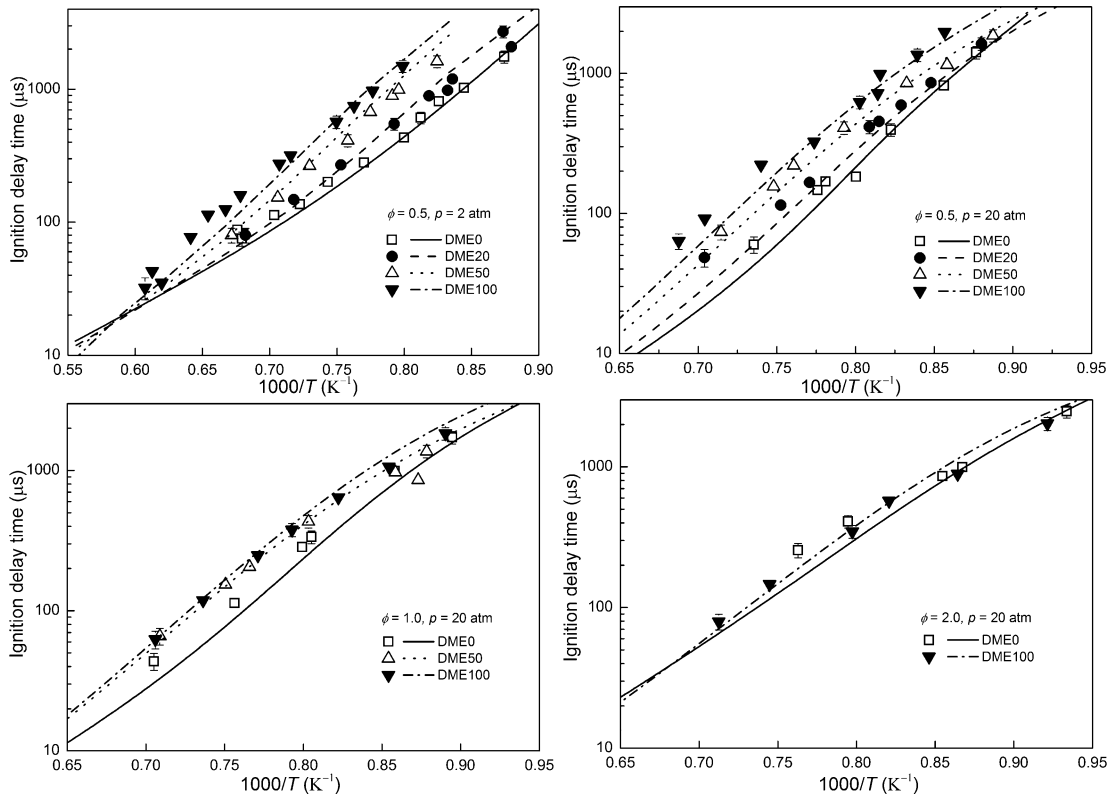 Ignition delay time (μs)
1000
100
10
0.55 0.60 0.65 0.70 0.75 0.80 0.85 0.90
1000/T (K⁻¹)
ϕ = 0.5, p = 2 atm
DME0
DME20
DME50
DME100
Ignition delay time (μs)
1000
100
10
0.65 0.70 0.75 0.80 0.85 0.90 0.95
1000/T (K⁻¹)
ϕ = 0.5, p = 20 atm
DME0
DME20
DME50
DME100
Ignition delay time (μs)
1000
100
10
0.65 0.70 0.75 0.80 0.85 0.90 0.95
1000/T (K⁻¹)
ϕ = 1.0, p = 20 atm
DME0
DME50
DME100
Ignition delay time (μs)
1000
100
10
0.65 0.70 0.75 0.80 0.85 0.90 0.95
1000/T (K⁻¹)
ϕ = 2.0, p = 20 atm
DME0
DME100